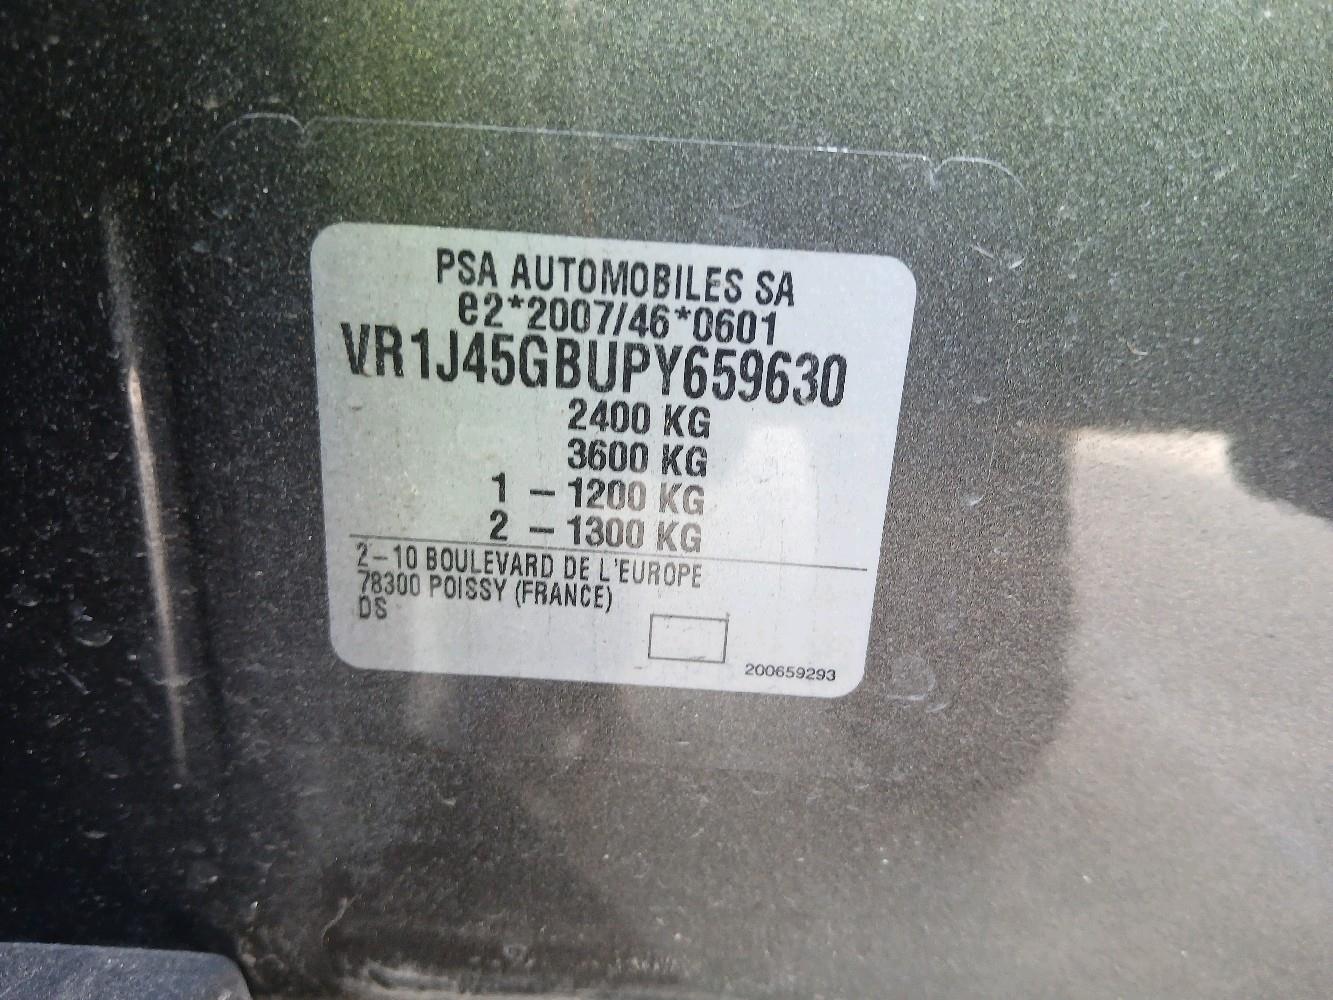 PSA AUTOMOBILES SA
e2*2007/46*0601
VR1J45GBUPY659630
2400 KG
3600 KG
1 – 1200 KG
2 – 1300 KG
2–10 BOULEVARD DE L'EUROPE
78300 POISSY (FRANCE)
DS
200659293